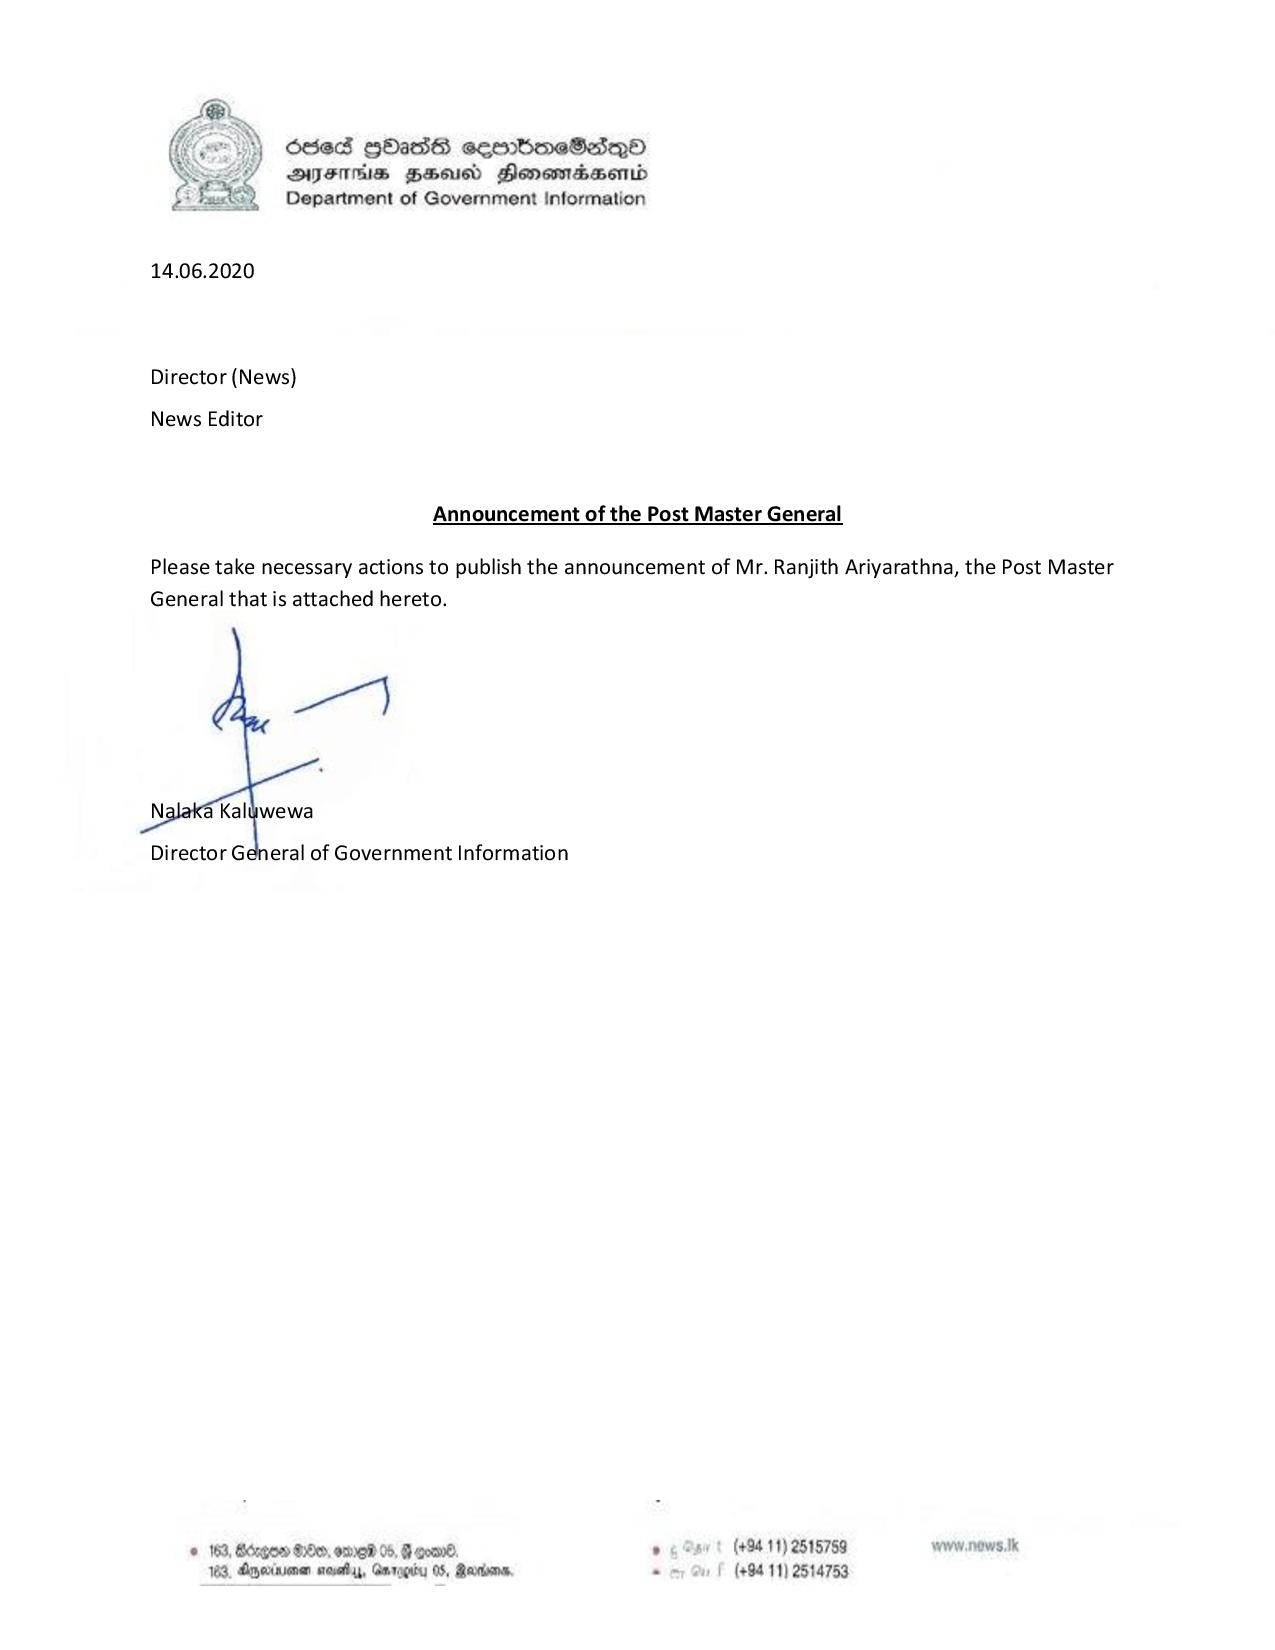 රජයේ ප්‍රවෘත්ති දෙපාර්තමේන්තුව
அரசாங்க தகவல் திணைக்களம்
Department of Government Information
14.06.2020
Director (News)
News Editor
Announcement of the Post Master General
Please take necessary actions to publish the announcement of Mr. Ranjith Ariyarathna, the Post Master
General that is attached hereto.
Nalaka Kaluwewa
Director General of Government Information
163, කිරුලපන මාවත, කොළඹ 05, ශ්‍රී ලංකාව.
163, கிருலப்பனை எவனியூ, கொழும்பு 05, இலங்கை.
(+94 11) 2515759
(+94 11) 2514753
www.news.lk